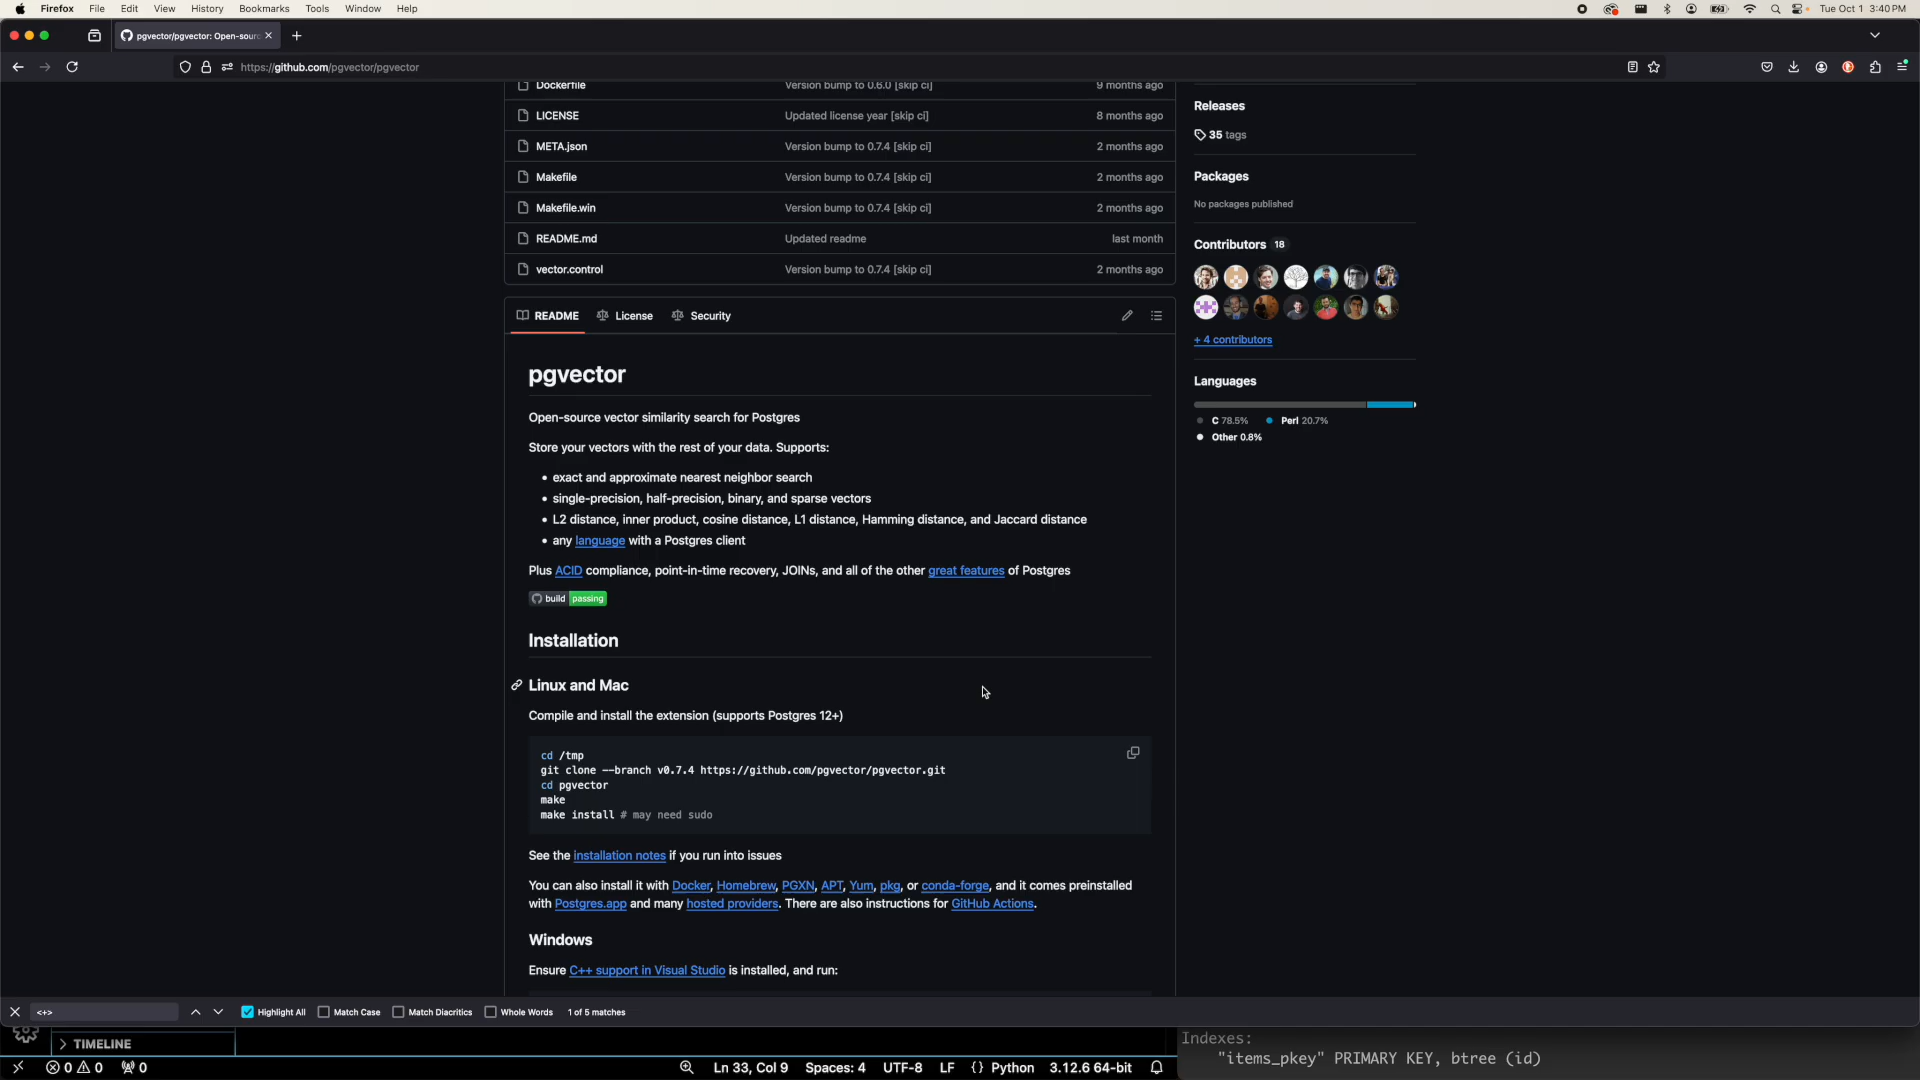 Firefox File Edit View History Bookmarks Tools Window Help Tue Oct 1 3:40 PM
pgvector/pgvector: Open-sour
https://github.com/pgvector/pgvector
Dockerfile Version bump to 0.6.0 [skip ci] 9 months ago
LICENSE Updated license year [skip ci] 8 months ago
META.json Version bump to 0.7.4 [skip ci] 2 months ago
Makefile Version bump to 0.7.4 [skip ci] 2 months ago
Makefile.win Version bump to 0.7.4 [skip ci] 2 months ago
README.md Updated readme last month
vector.control Version bump to 0.7.4 [skip ci] 2 months ago
README License Security
pgvector
Open-source vector similarity search for Postgres
Store your vectors with the rest of your data. Supports:
• exact and approximate nearest neighbor search
• single-precision, half-precision, binary, and sparse vectors
• L2 distance, inner product, cosine distance, L1 distance, Hamming distance, and Jaccard distance
• any language with a Postgres client
Plus ACID compliance, point-in-time recovery, JOINs, and all of the other great features of Postgres
build passing
Installation
Linux and Mac
Compile and install the extension (supports Postgres 12+)
cd /tmp
git clone --branch v0.7.4 https://github.com/pgvector/pgvector.git
cd pgvector
make
make install # may need sudo
See the installation notes if you run into issues
You can also install it with Docker, Homebrew, PGXN, APT, Yum, pkg, or conda-forge, and it comes preinstalled
with Postgres.app and many hosted providers. There are also instructions for GitHub Actions.
Windows
Ensure C++ support in Visual Studio is installed, and run:
Releases
35 tags
Packages
No packages published
Contributors 18
+ 4 contributors
Languages
C 78.5% Perl 20.7%
Other 0.8%
<+> Highlight All Match Case Match Diacritics Whole Words 1 of 5 matches
TIMELINE
0 0 0 Ln 33, Col 9 Spaces: 4 UTF-8 LF {} Python 3.12.6 64-bit
Indexes:
"items_pkey" PRIMARY KEY, btree (id)